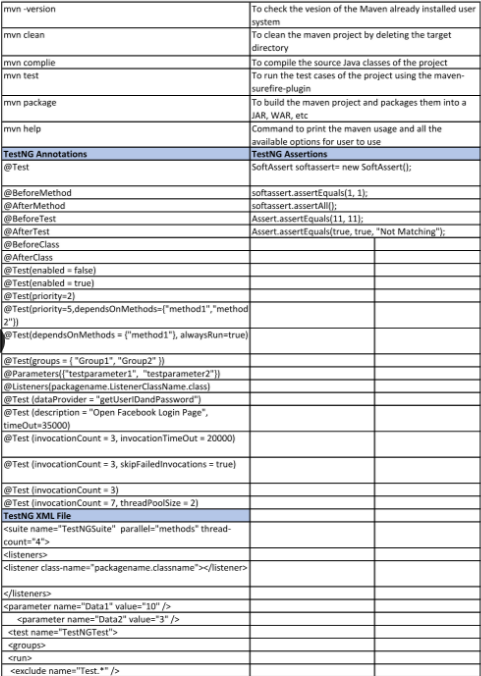 mvn -version
To check the vesion of the Maven already installed user
system
mvn clean
To clean the maven project by deleting the target
directory
mvn complie
To compile the source Java classes of the project
mvn test
To run the test cases of the project using the maven-
surefire-plugin
mvn package
To build the maven project and packages them into a
JAR, WAR, etc
mvn help
Command to print the maven usage and all the
available options for user to use
TestNG Annotations
TestNG Assertions
@Test
SoftAssert softassert= new SoftAssert();
@BeforeMethod
softassert.assertEquals(1, 1);
@AfterMethod
softassert.assertAll();
@BeforeTest
Assert.assertEquals(11, 11);
@AfterTest
Assert.assertEquals(true, true, "Not Matching");
@BeforeClass
@AfterClass
@Test(enabled = false)
@Test(enabled = true)
@Test(priority=2)
@Test(priority=5,dependsOnMethods={"method1","method
2"})
@Test(dependsOnMethods = {"method1"}, alwaysRun=true)
@Test(groups = { "Group1", "Group2" })
@Parameters({"testparameter1", "testparameter2"})
@Listeners(packagename.ListenerClassName.class)
@Test (dataProvider = "getUserIDandPassword")
@Test (description = "Open Facebook Login Page",
timeOut=35000)
@Test (invocationCount = 3, invocationTimeOut = 20000)
@Test (invocationCount = 3, skipFailedInvocations = true)
@Test (invocationCount = 3)
@Test (invocationCount = 7, threadPoolSize = 2)
TestNG XML File
<suite name="TestNGSuite" parallel="methods" thread-
count="4">
<listeners>
<listener class-name="packagename.classname"></listener>
</listeners>
<parameter name="Data1" value="10" />
<parameter name="Data2" value="3" />
<test name="TestNGTest">
<groups>
<run>
<exclude name="Test.*" />